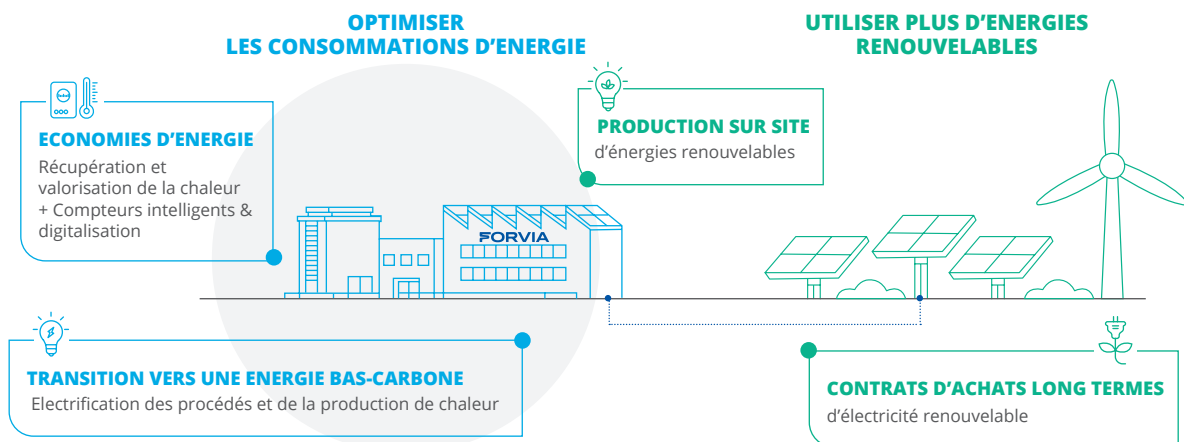 OPTIMISER
LES CONSOMMATIONS D'ENERGIE
UTILISER PLUS D'ENERGIES
RENOUVELABLES
ECONOMIES D'ENERGIE
Récupération et
valorisation de la chaleur
+ Compteurs intelligents &
digitalisation
PRODUCTION SUR SITE
d'énergies renouvelables
FORVIA
TRANSITION VERS UNE ENERGIE BAS-CARBONE
Electrification des procédés et de la production de chaleur
CONTRATS D'ACHATS LONG TERMES
d'électricité renouvelable